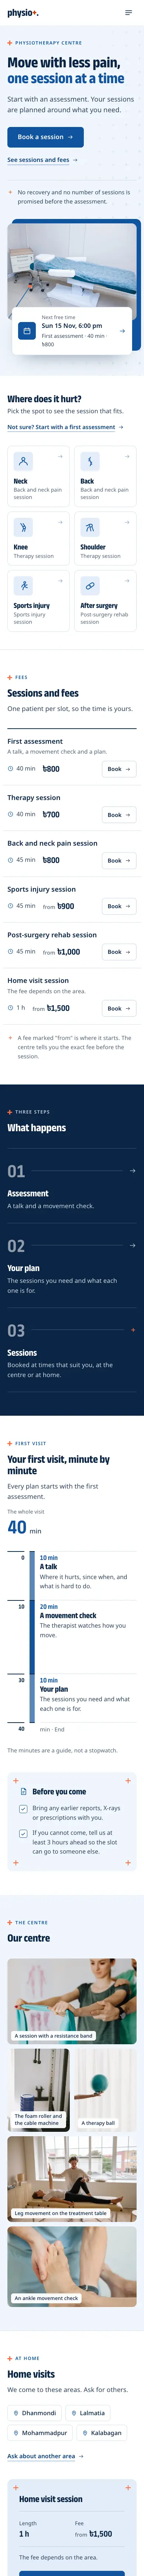 physio+.
PHYSIOTHERAPY CENTRE
Move with less pain,
one session at a time
Start with an assessment. Your sessions
are planned around what we find.
Book a session →
See sessions and fees →
No recovery and no number of sessions is
promised before the assessment.
Next free time
Sun 15 Nov, 6:00 pm
First assessment · 40 min ·
৳800
Where does it hurt?
Pick the spot to see the session that fits.
Not sure? Start with a first assessment →
Neck
Back and neck pain
session
Back
Back and neck pain
session
Knee
Therapy session
Shoulder
Therapy session
Sports injury
Sports injury
session
After surgery
Post-surgery rehab
session
FEES
Sessions and fees
One patient per slot, so the time is yours.
First assessment
A talk, a movement check and a plan.
40 min ৳800 Book →
Therapy session
40 min ৳700 Book →
Back and neck pain session
45 min ৳800 Book →
Sports injury session
45 min from ৳900 Book →
Post-surgery rehab session
45 min from ৳1,000 Book →
Home visit session
The fee depends on the area.
1 h from ৳1,500 Book →
A fee marked "from" is where it starts. The
centre tells you the exact fee before the
session.
THREE STEPS
What happens
01
Assessment
A talk and a movement check.
02
Your plan
The sessions you need and what each
one is for.
03
Sessions
Booked at times that suit you, at the
centre or at home.
FIRST VISIT
Your first visit, minute by
minute
Every plan starts with the first
assessment.
The whole visit
40 min
0
10 min
A talk
Where it hurts, since when, and
what is hard to do.
10
20 min
A movement check
The therapist watches how you
move.
30
10 min
Your plan
The sessions you need and what
each one is for.
40 min · End
The minutes are a guide, not a stopwatch.
Before you come
Bring any earlier reports, X-rays
or prescriptions with you.
If you cannot come, tell us at
least 3 hours ahead so the slot
can go to someone else.
THE CENTRE
Our centre
A session with a resistance band
The foam roller and
the cable machine
A therapy ball
Leg movement on the treatment table
An ankle movement check
AT HOME
Home visits
We come to these areas. Ask for others.
Dhanmondi
Lalmatia
Mohammadpur
Kalabagan
Ask about another area →
Home visit session
Length
1 h
Fee
from ৳1,500
The fee depends on the area.